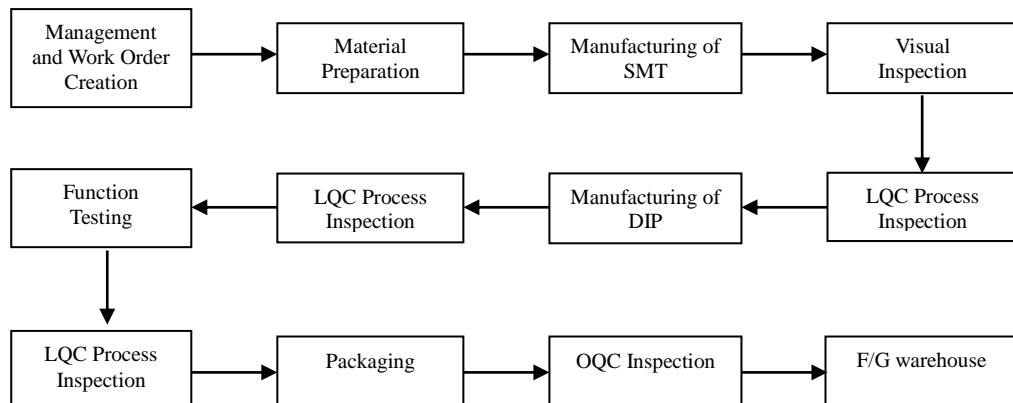 Management
and Work Order
Creation
Material
Preparation
Manufacturing of
SMT
Visual
Inspection
LQC Process
Inspection
Manufacturing of
DIP
LQC Process
Inspection
Function
Testing
LQC Process
Inspection
Packaging
OQC Inspection
F/G warehouse